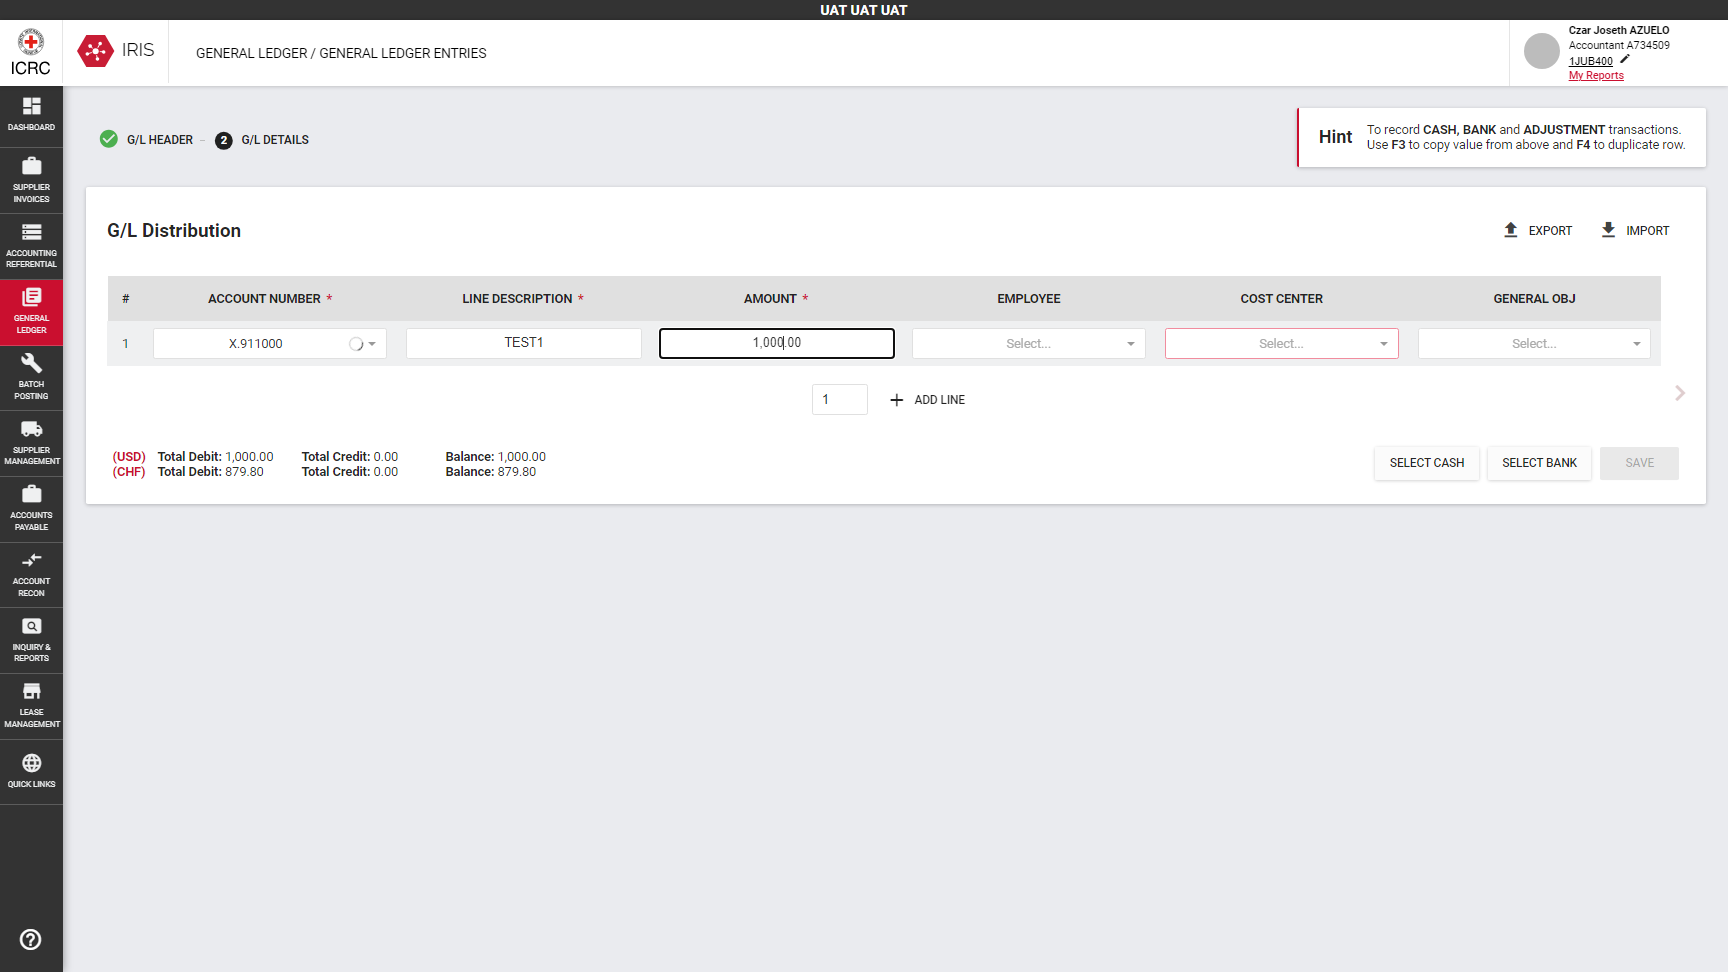 UAT UAT UAT
ICRC
IRIS
GENERAL LEDGER / GENERAL LEDGER ENTRIES
Czar Joseth AZUELO
Accountant A734509
1JUB400
My Reports
DASHBOARD
SUPPLIER
INVOICES
ACCOUNTING
REFERENTIAL
GENERAL
LEDGER
BATCH
POSTING
SUPPLIER
MANAGEMENT
ACCOUNTS
PAYABLE
ACCOUNT
RECON
INQUIRY &
REPORTS
LEASE
MANAGEMENT
QUICK LINKS
G/L HEADER
2 G/L DETAILS
Hint
To record CASH, BANK and ADJUSTMENT transactions.
Use F3 to copy value from above and F4 to duplicate row.
G/L Distribution
EXPORT IMPORT
# ACCOUNT NUMBER * LINE DESCRIPTION * AMOUNT * EMPLOYEE COST CENTER GENERAL OBJ
1 X.911000 TEST1 1,000.00 Select... Select... Select...
1 ADD LINE
(USD) Total Debit: 1,000.00 Total Credit: 0.00 Balance: 1,000.00
(CHF) Total Debit: 879.80 Total Credit: 0.00 Balance: 879.80
SELECT CASH SELECT BANK SAVE